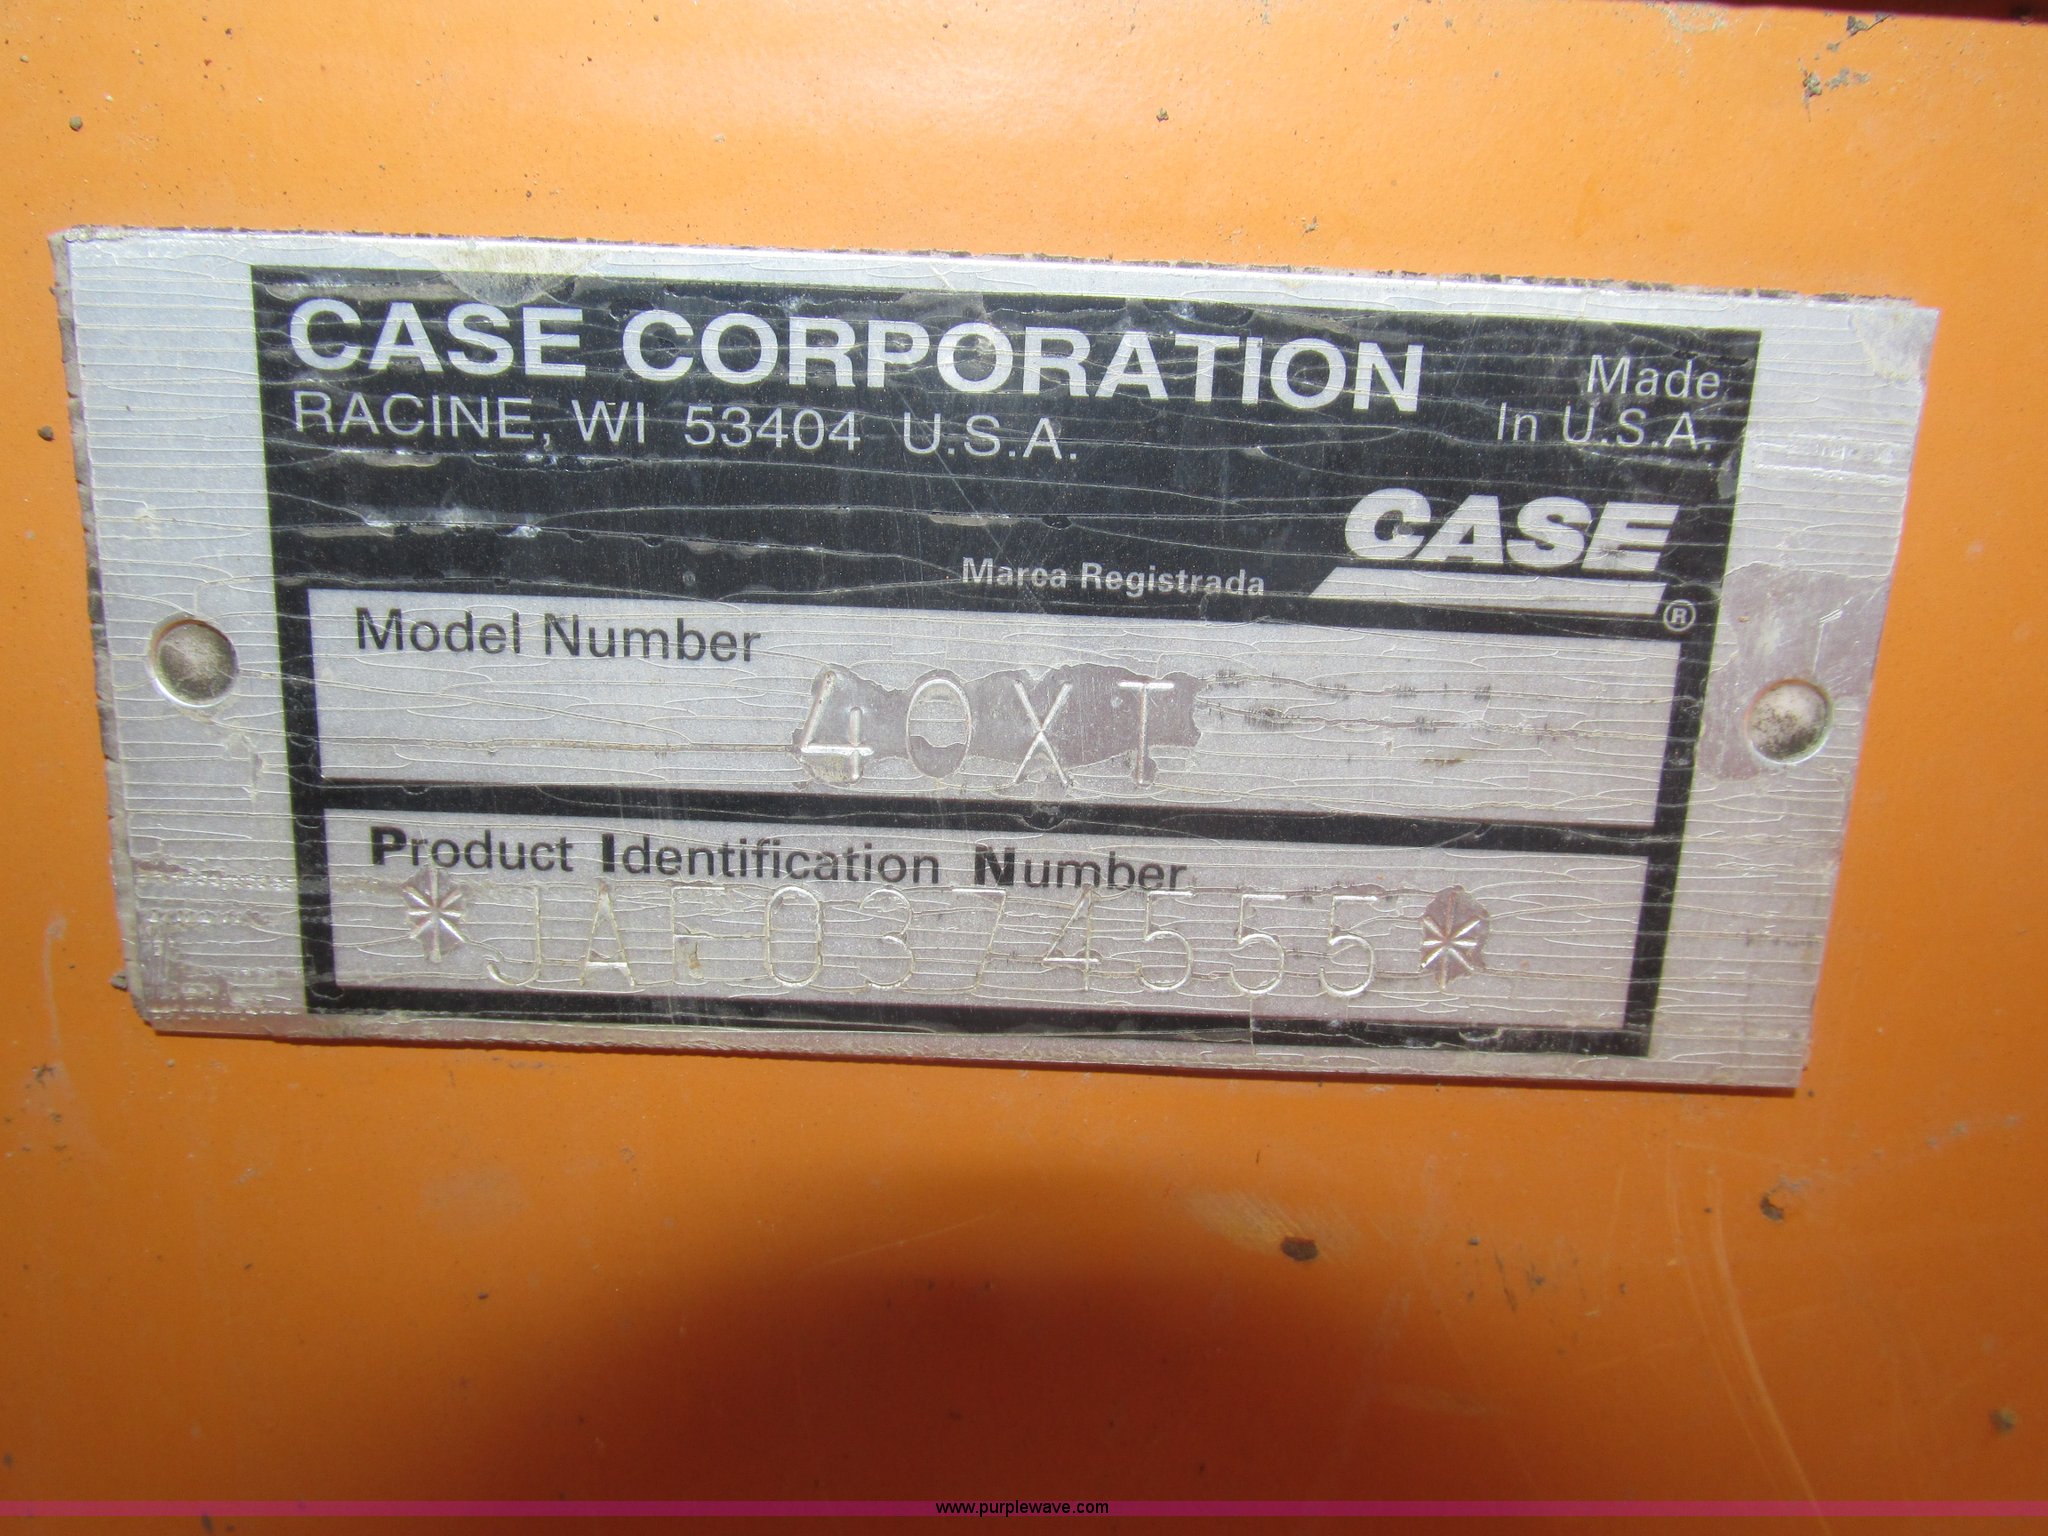 CASE CORPORATION
RACINE, WI 53404 U.S.A.
Made
In U.S.A.
CASE
Marca Registrada
®
Model Number
40XT
Product Identification Number
*JAF0374555*
www.purplewave.com